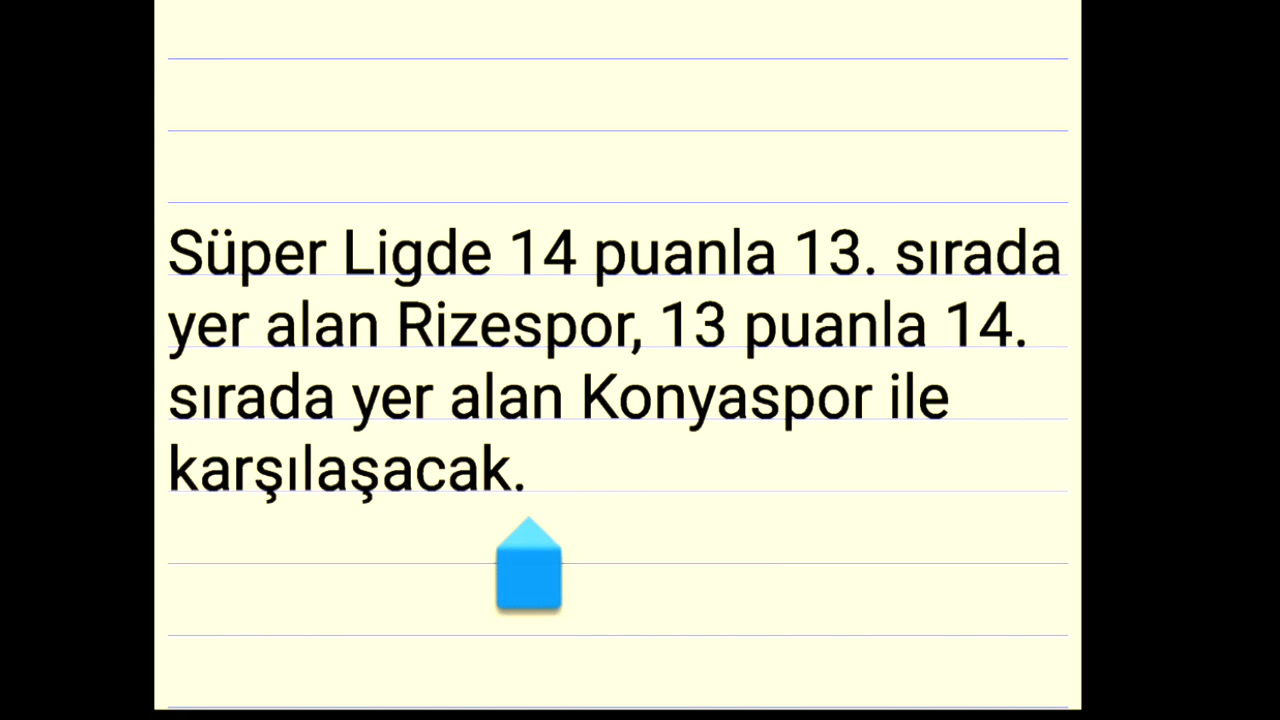 Süper Ligde 14 puanla 13. sırada
yer alan Rizespor, 13 puanla 14.
sırada yer alan Konyaspor ile
karşılaşacak.